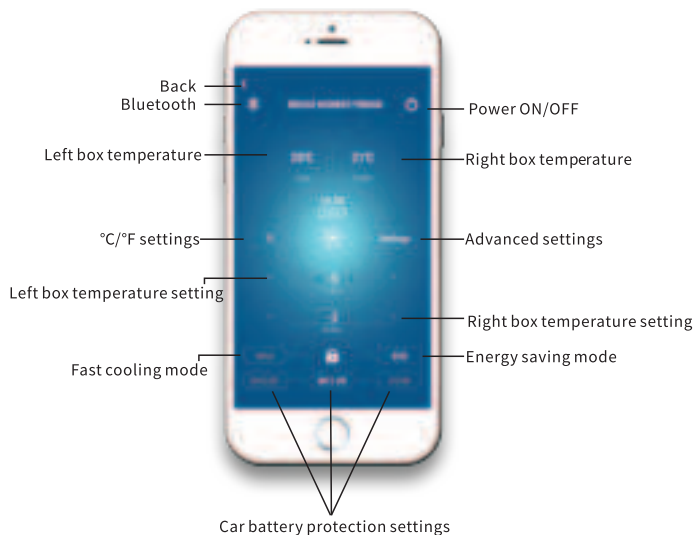 Back
Bluetooth
Power ON/OFF
Left box temperature
Right box temperature
°C/°F settings
Advanced settings
Left box temperature setting
Right box temperature setting
Fast cooling mode
Energy saving mode
Car battery protection settings